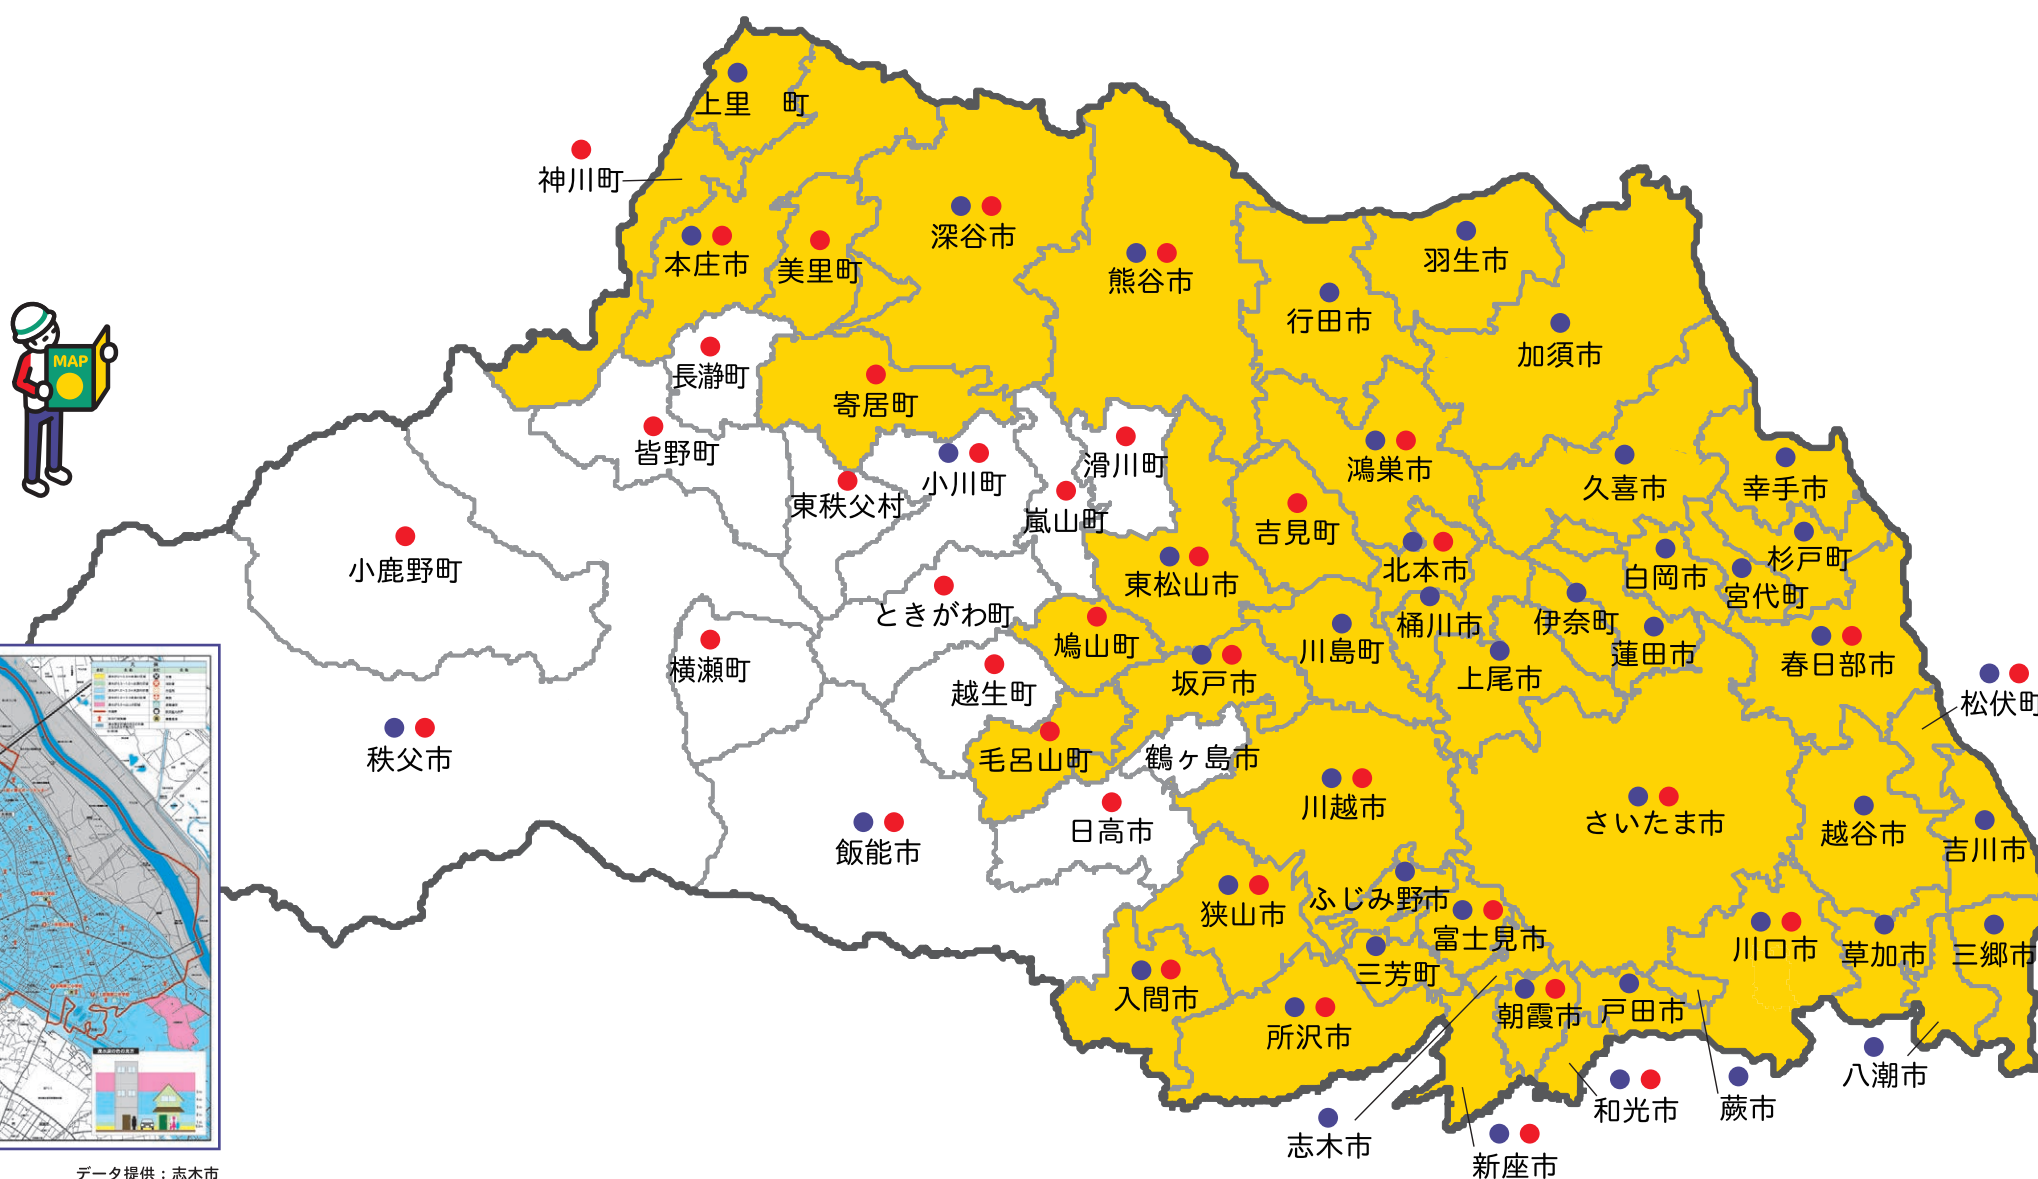 上里　町
神川町
本庄市
美里町
深谷市
熊谷市
羽生市
行田市
加須市
MAP
長瀞町
寄居町
皆野町
小川町
滑川町
鴻巣市
久喜市
幸手市
東秩父村
嵐山町
吉見町
小鹿野町
東松山市
北本市
白岡市
杉戸町
宮代町
ときがわ町
鳩山町
川島町
桶川市
伊奈町
蓮田市
横瀬町
越生町
坂戸市
上尾市
春日部市
松伏町
秩父市
毛呂山町
鶴ヶ島市
川越市
さいたま市
日高市
飯能市
越谷市
吉川市
狭山市
ふじみ野市
富士見市
川口市
草加市
三郷市
入間市
三芳町
所沢市
朝霞市
戸田市
八潮市
和光市
蕨市
志木市
新座市
データ提供：志木市